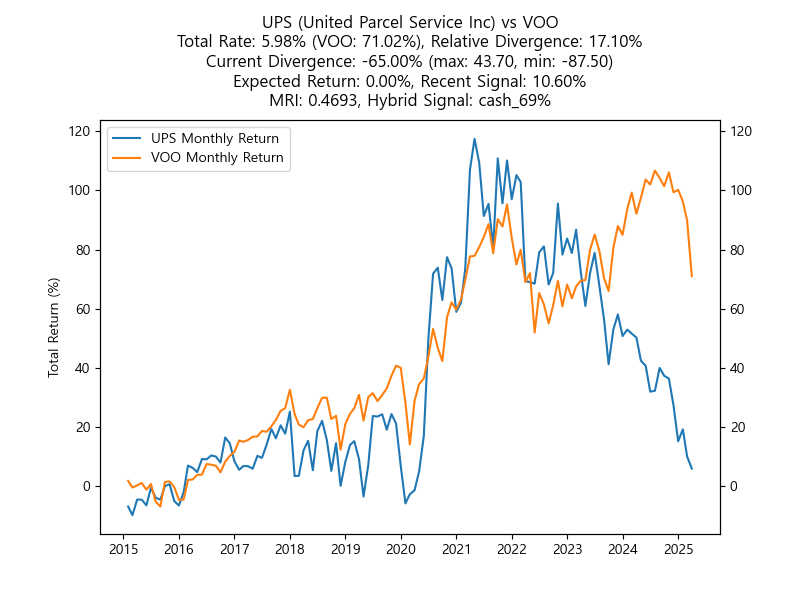 UPS (United Parcel Service Inc) vs VOO
Total Rate: 5.98% (VOO: 71.02%), Relative Divergence: 17.10%
Current Divergence: -65.00% (max: 43.70, min: -87.50)
Expected Return: 0.00%, Recent Signal: 10.60%
MRI: 0.4693, Hybrid Signal: cash_69%
UPS Monthly Return
VOO Monthly Return
Total Return (%)
120
100
80
60
40
20
0
120
100
80
60
40
20
0
2015 2016 2017 2018 2019 2020 2021 2022 2023 2024 2025